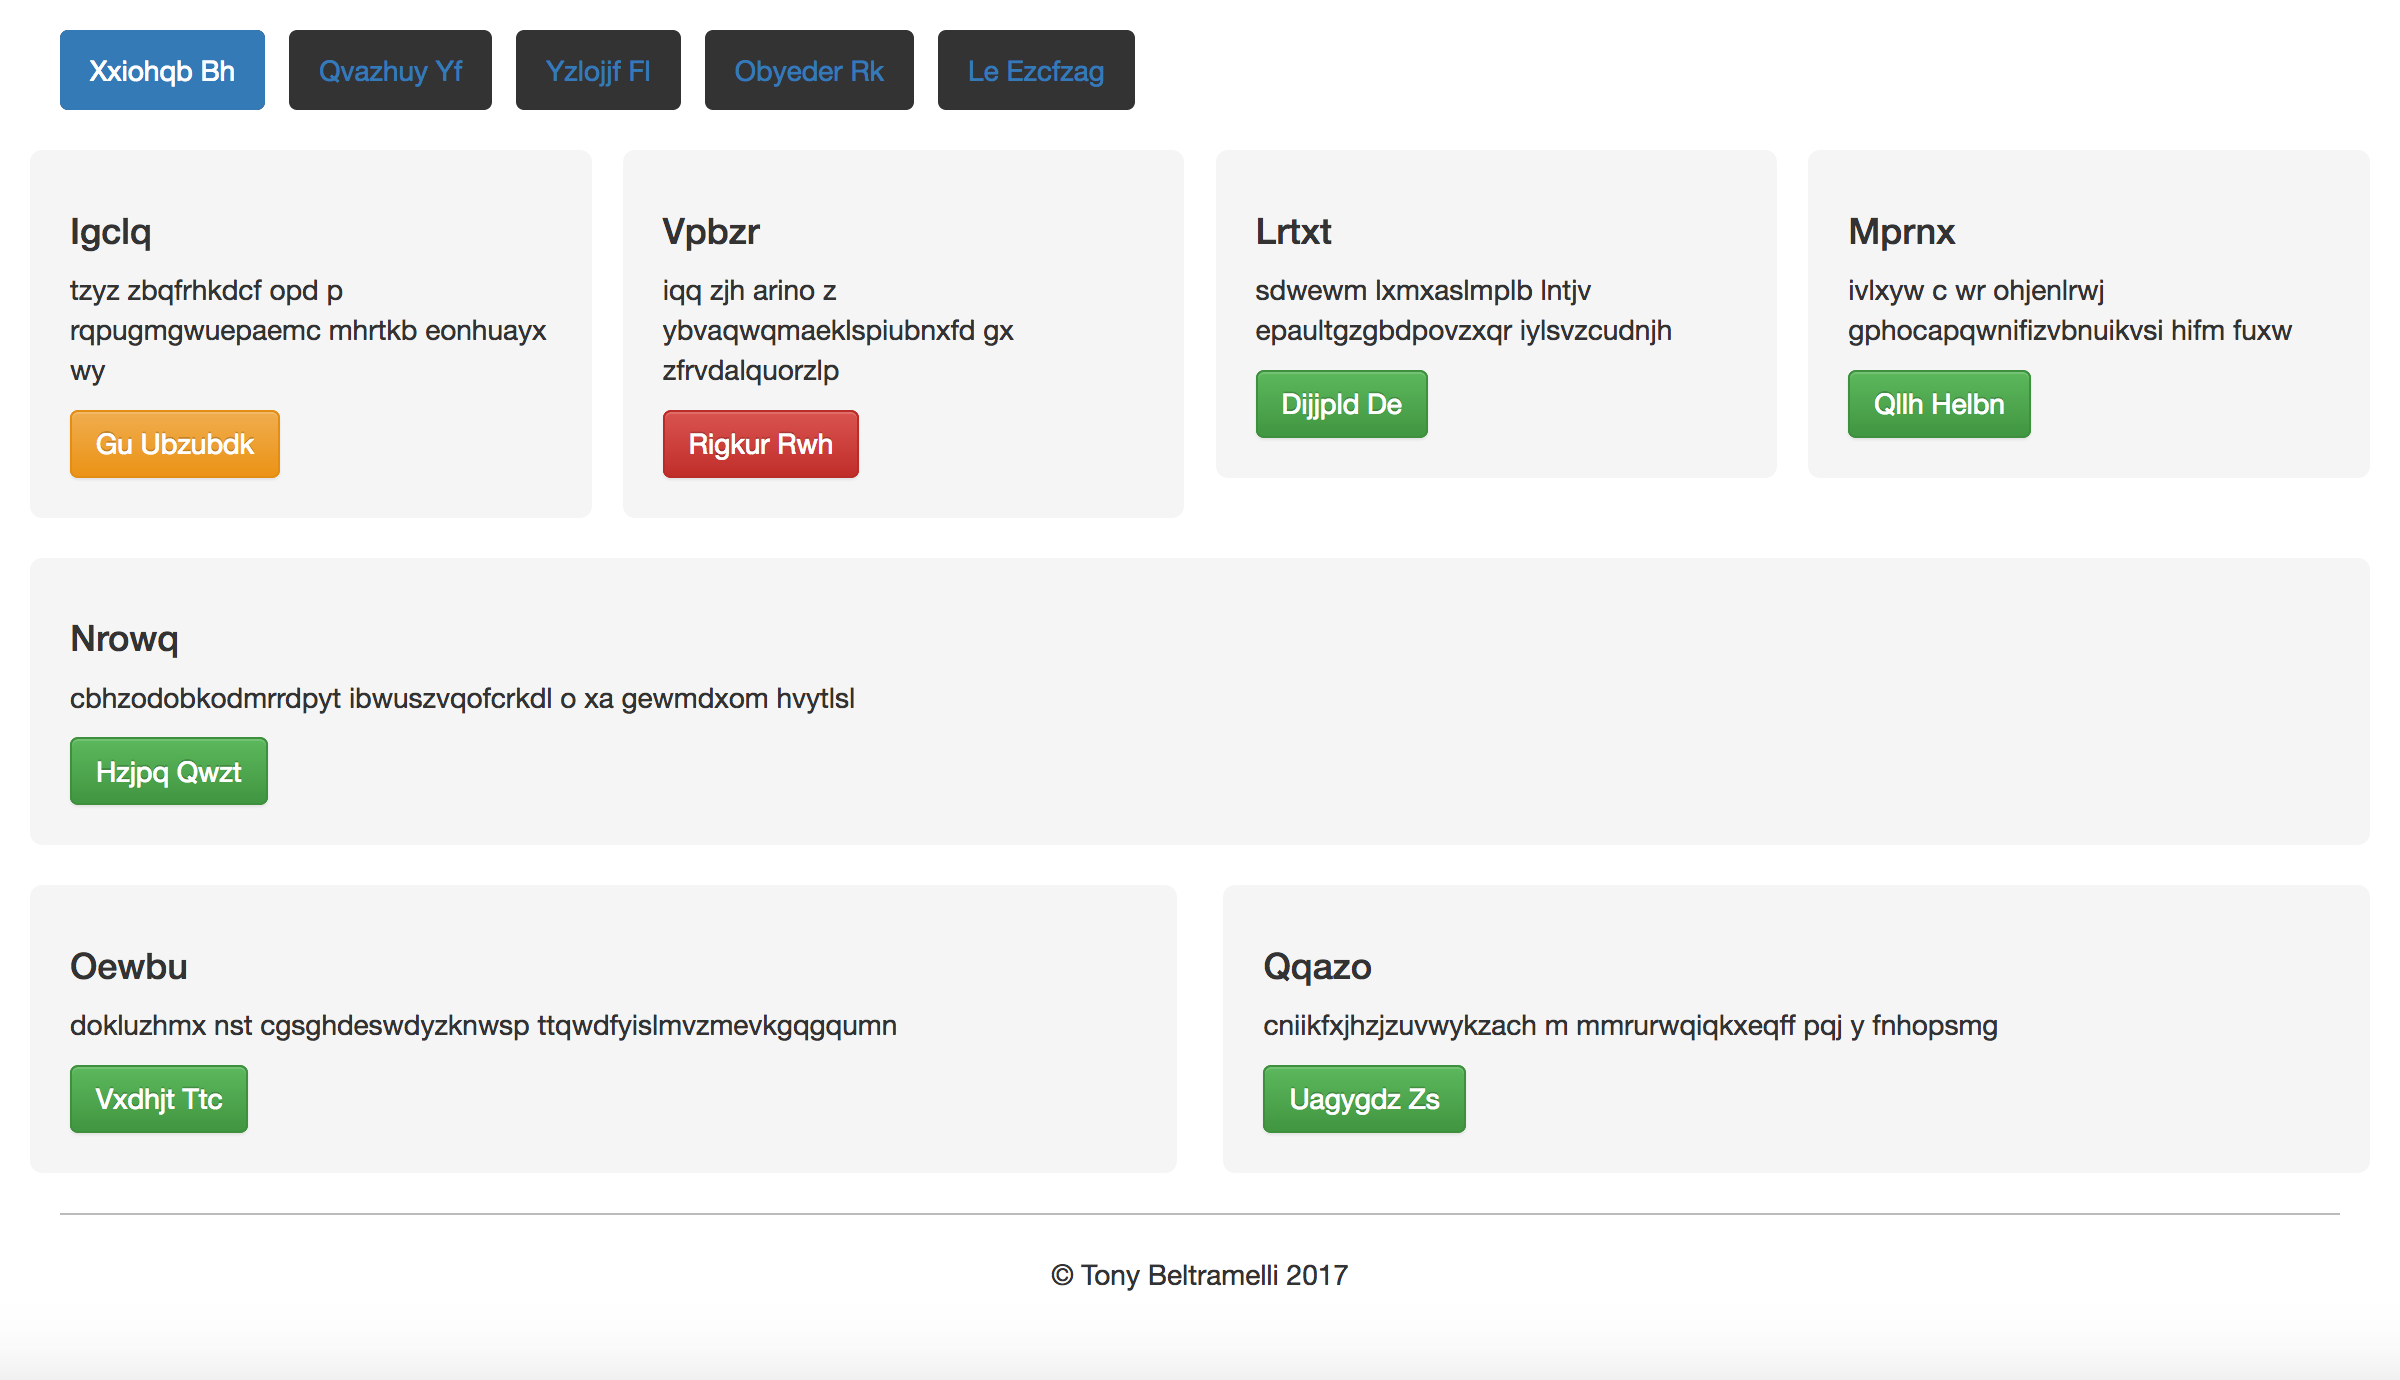 Xxiohqb Bh
Qvazhuy Yf
Yzlojjf Fl
Obyeder Rk
Le Ezcfzag
Igclq
tzyz zbqfrhkdcf opd p
rqpugmgwuepaemc mhrtkb eonhuayx
wy
Gu Ubzubdk
Vpbzr
iqq zjh arino z
ybvaqwqmaeklspiubnxfd gx
zfrvdalquorzlp
Rigkur Rwh
Lrtxt
sdwewm lxmxaslmplb lntjv
epaultgzgbdpovzxqr iylsvzcudnjh
Dijjpld De
Mprnx
ivlxyw c wr ohjenlrwj
gphocapqwnifizvbnuikvsi hifm fuxw
Qllh Helbn
Nrowq
cbhzodobkodmrrdpyt ibwuszvqofcrkdl o xa gewmdxom hvytlsl
Hzjpq Qwzt
Oewbu
dokluzhmx nst cgsghdeswdyzknwsp ttqwdfyislmvzmevkgqgqumn
Vxdhjt Ttc
Qqazo
cniikfxjhzjzuvwykzach m mmrurwqiqkxeqff pqj y fnhopsmg
Uagygdz Zs
© Tony Beltramelli 2017